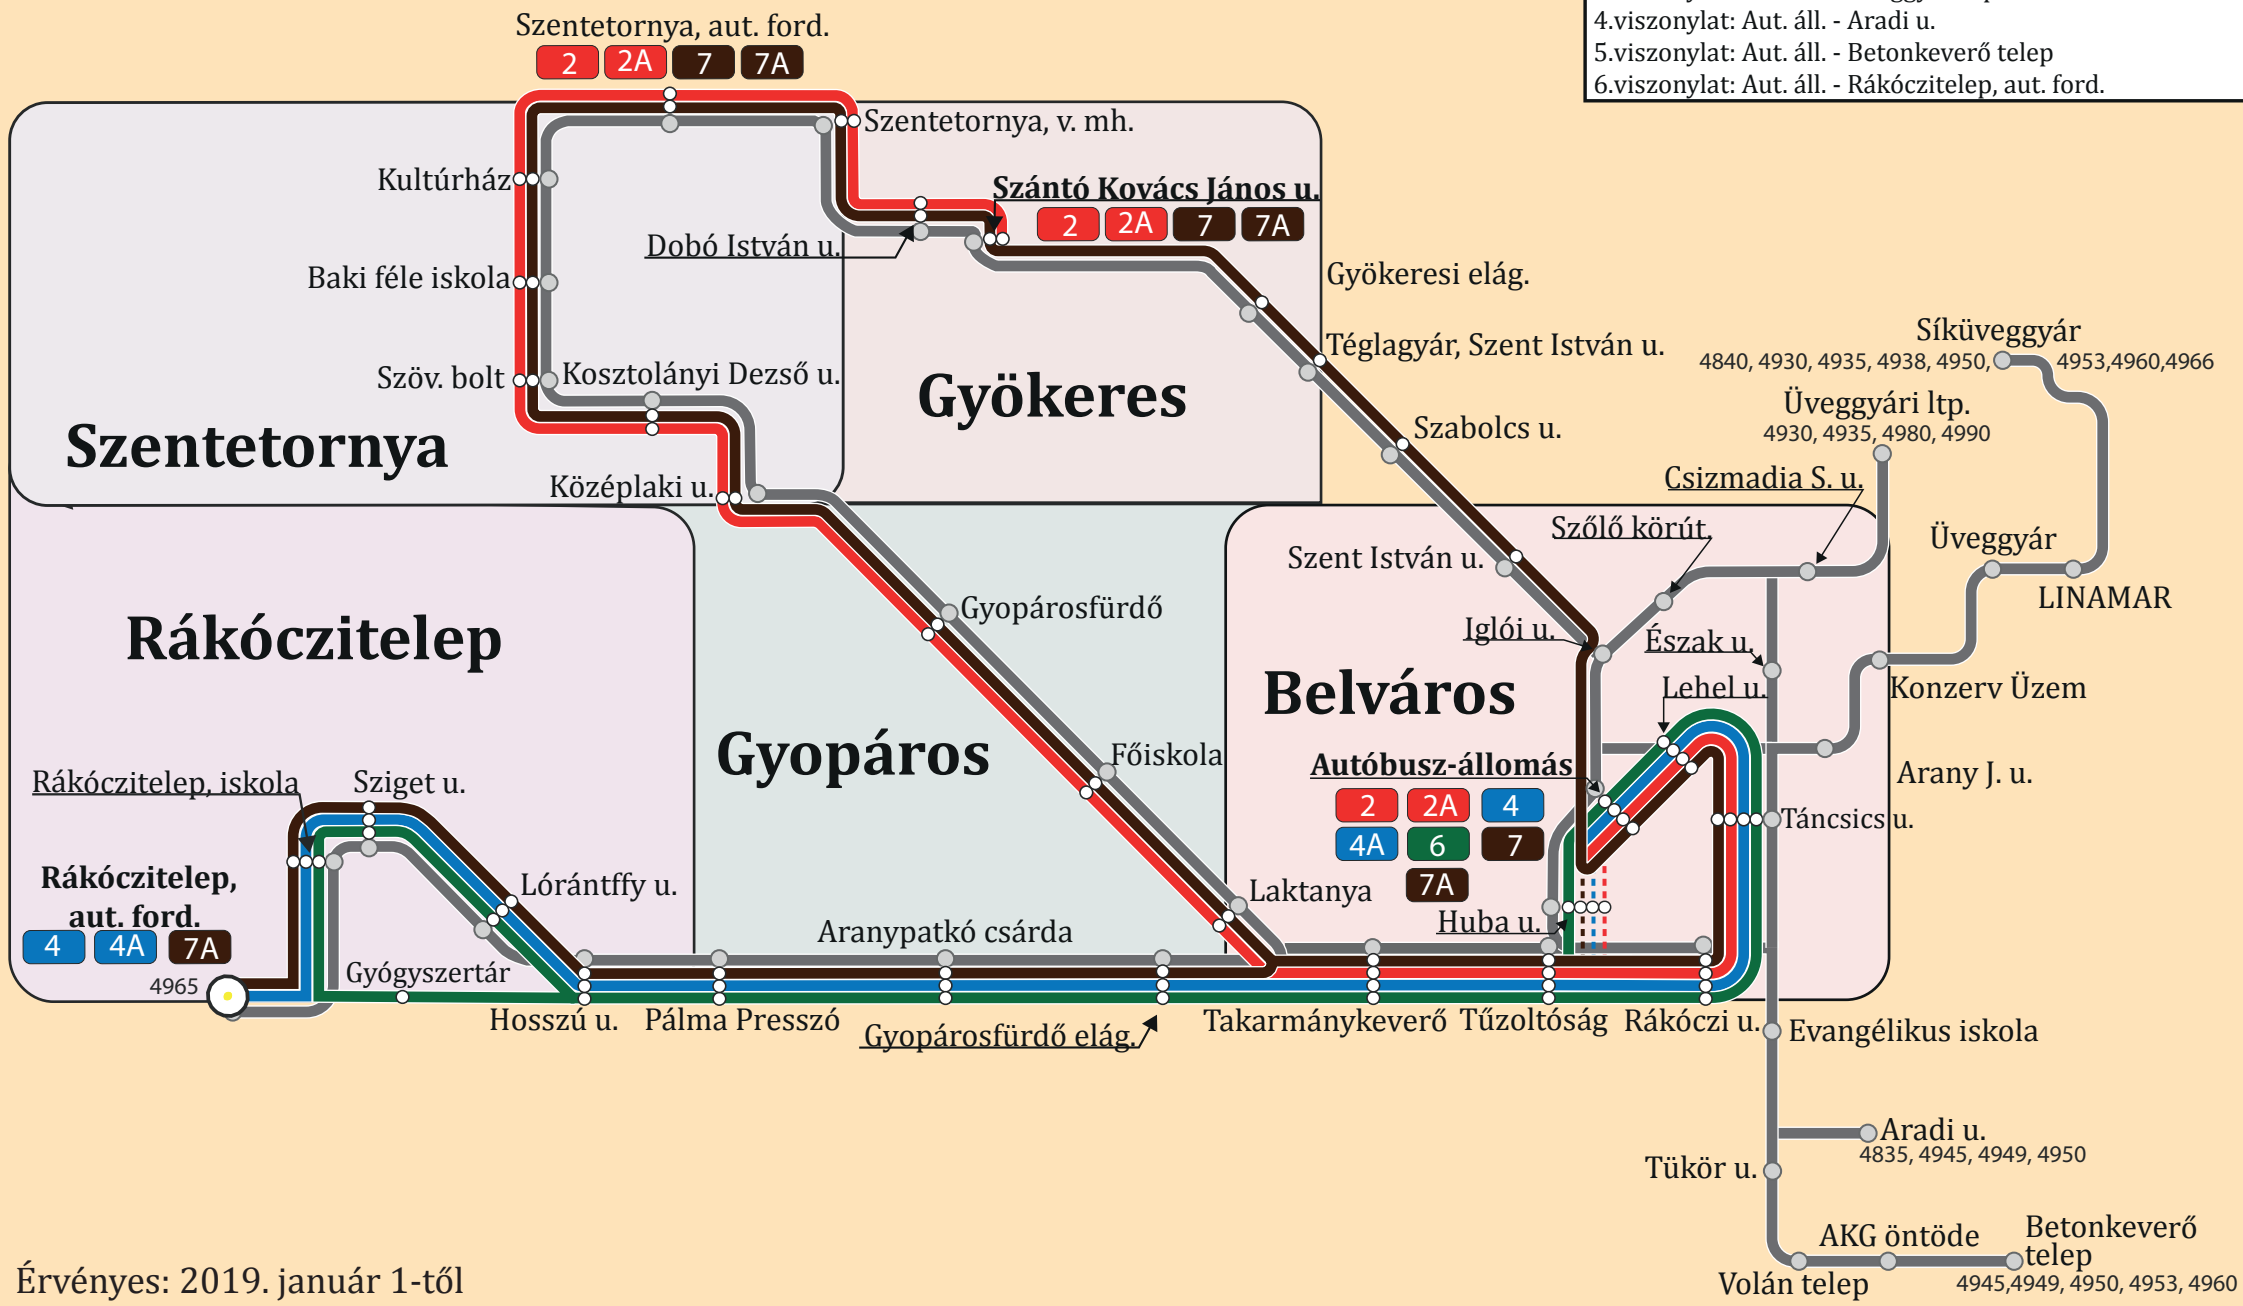 4.viszonylat: Aut. áll. - Aradi u.
5.viszonylat: Aut. áll. - Betonkeverő telep
6.viszonylat: Aut. áll. - Rákóczitelep, aut. ford.
Szentetornya, aut. ford.
2 2A 7 7A
Szentetornya, v. mh.
Kultúrház
Szántó Kovács János u.
2 2A 7 7A
Dobó István u.
Baki féle iskola
Gyökeresi elág.
Téglagyár, Szent István u.
Síküveggyár
4840, 4930, 4935, 4938, 4950, 4953,4960,4966
Szöv. bolt
Kosztolányi Dezső u.
Gyökeres
Üveggyári ltp.
4930, 4935, 4980, 4990
Szentetornya
Szabolcs u.
Csizmadia S. u.
Középlaki u.
Szőlő körút.
Üveggyár
Szent István u.
LINAMAR
Gyopárosfürdő
Rákóczitelep
Iglói u.
Észak u.
Belváros
Lehel u.
Konzerv Üzem
Gyopáros
Főiskola
Autóbusz-állomás
2 2A 4
4A 6 7
7A
Arany J. u.
Rákóczitelep, iskola
Sziget u.
Táncsics u.
Rákóczitelep,
aut. ford.
4 4A 7A
4965
Lórántffy u.
Laktanya
Huba u.
Aranypatkó csárda
Gyógyszertár
Hosszú u.
Pálma Presszó
Gyopárosfürdő elág.
Takarmánykeverő
Tűzoltóság
Rákóczi u.
Evangélikus iskola
Aradi u.
4835, 4945, 4949, 4950
Tükör u.
AKG öntöde
Betonkeverő
telep
Volán telep
4945,4949, 4950, 4953, 4960
Érvényes: 2019. január 1-től